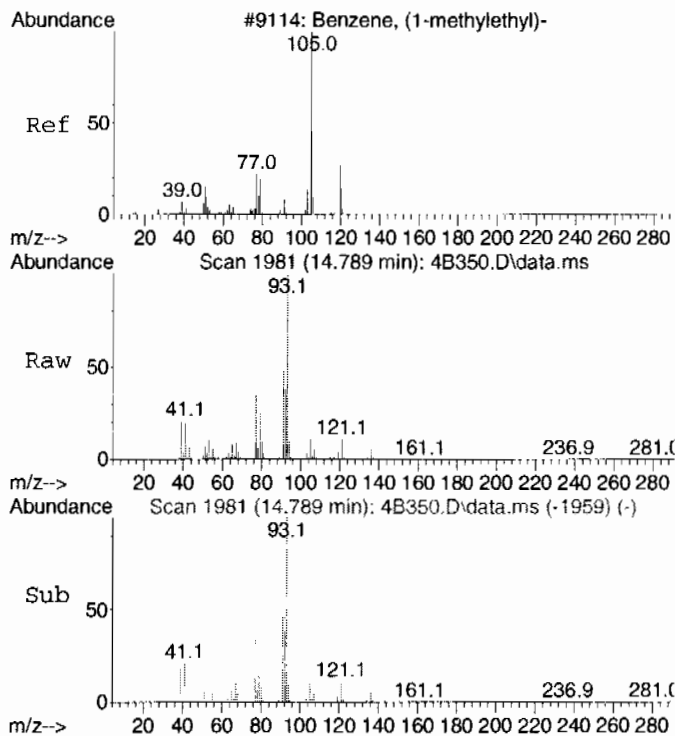 Abundance #9114: Benzene, (1-methylethyl)-
105.0
Ref
50
77.0
39.0
0
m/z--> 20 40 60 80 100 120 140 160 180 200 220 240 260 280
Abundance Scan 1981 (14.789 min): 4B350.D\data.ms
93.1
Raw
50
41.1
121.1
161.1 236.9 281.0
0
m/z--> 20 40 60 80 100 120 140 160 180 200 220 240 260 280
Abundance Scan 1981 (14.789 min): 4B350.D\data.ms (-1959) (-)
93.1
Sub
50
41.1
121.1
161.1 236.9 281.0
0
m/z--> 20 40 60 80 100 120 140 160 180 200 220 240 260 280